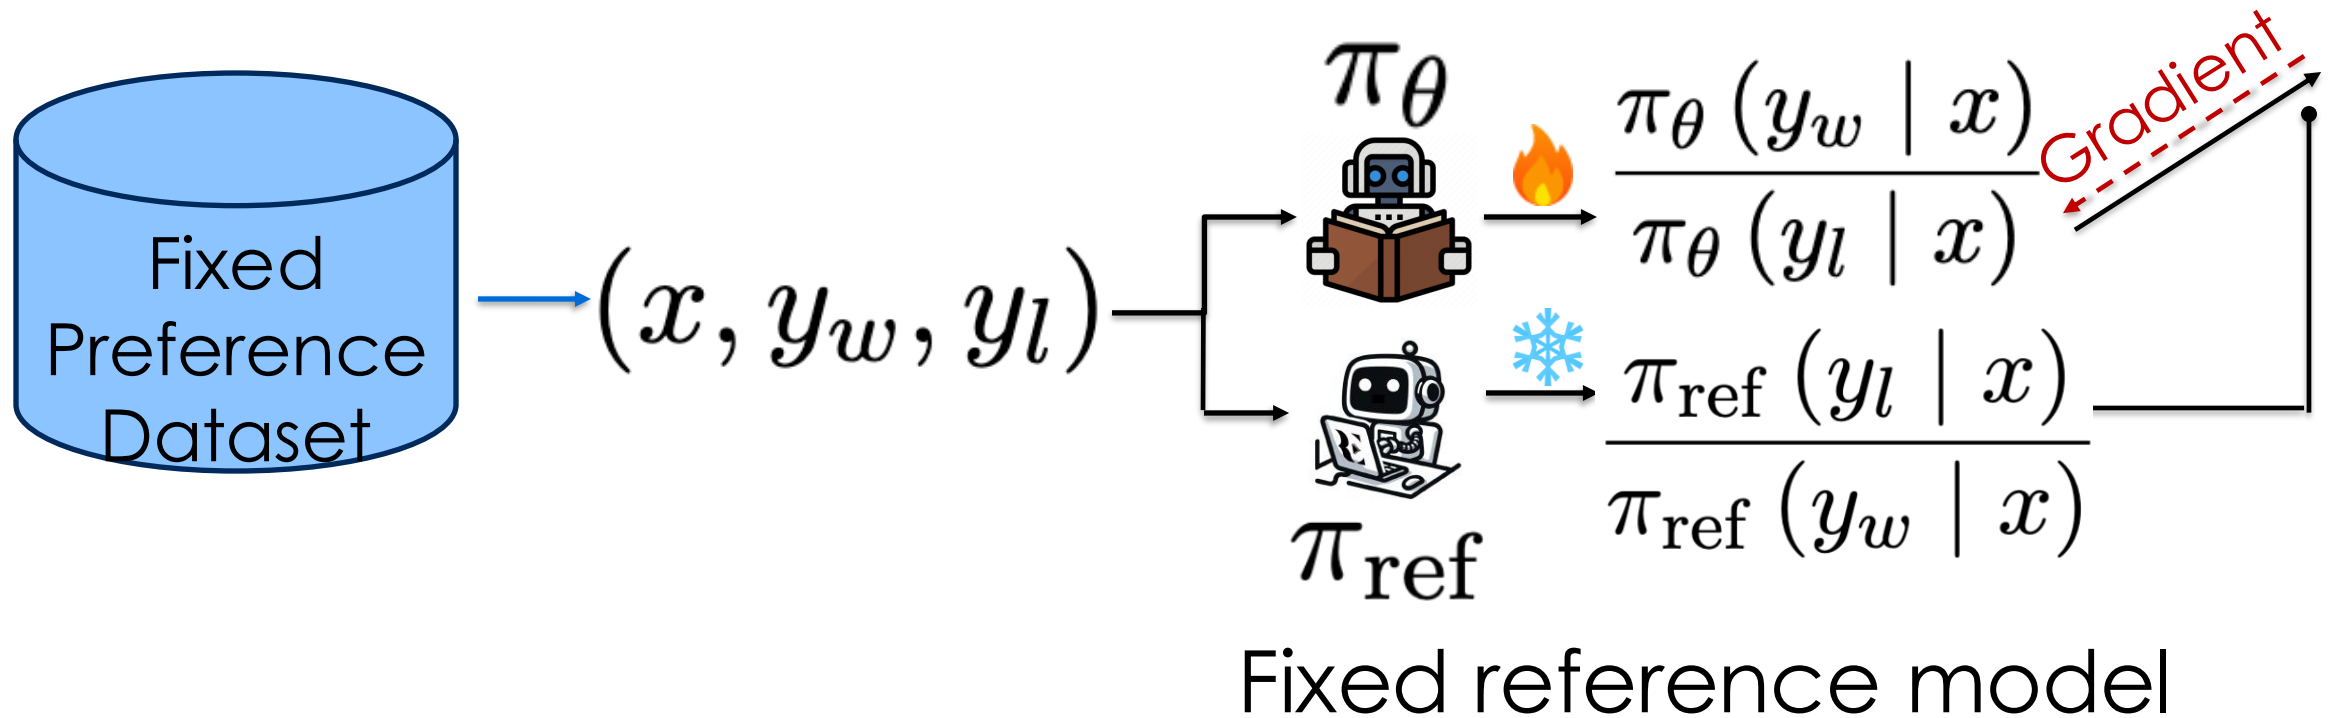 Fixed
Preference
Dataset
(x, y_w, y_l)
π_θ
π_θ (y_w | x)
π_θ (y_l | x)
Gradient
π_ref (y_l | x)
π_ref (y_w | x)
π_ref
Fixed reference model